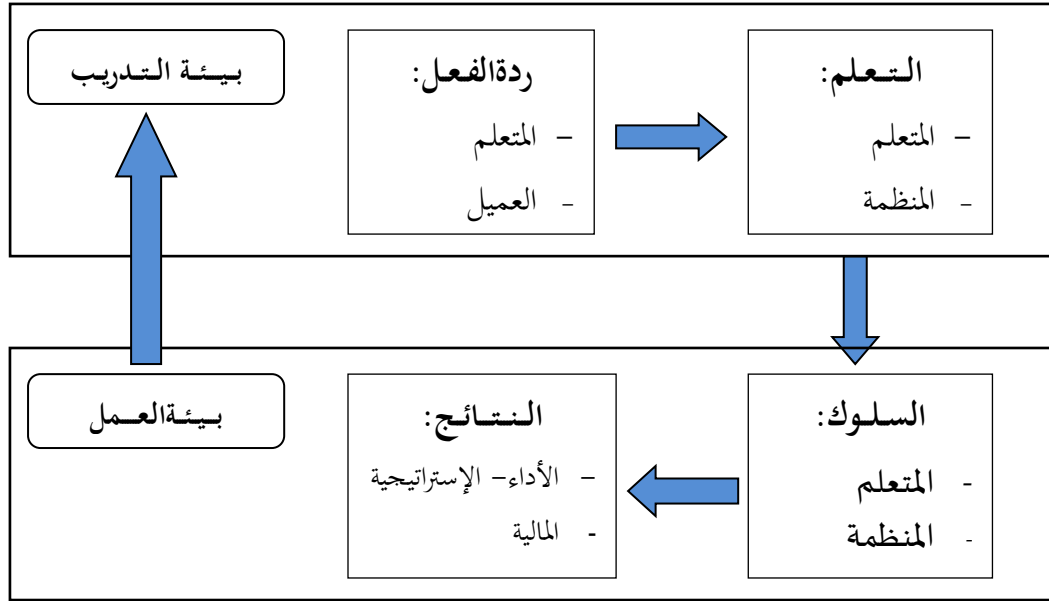 بيئة التدريب
ردةالفعل:
– المتعلم
- العميل
التعلم:
– المتعلم
- المنظمة
بيئةالعمل
النتائج:
– الأداء– الإستراتيجية
- المالية
السلوك:
- المتعلم
- المنظمة